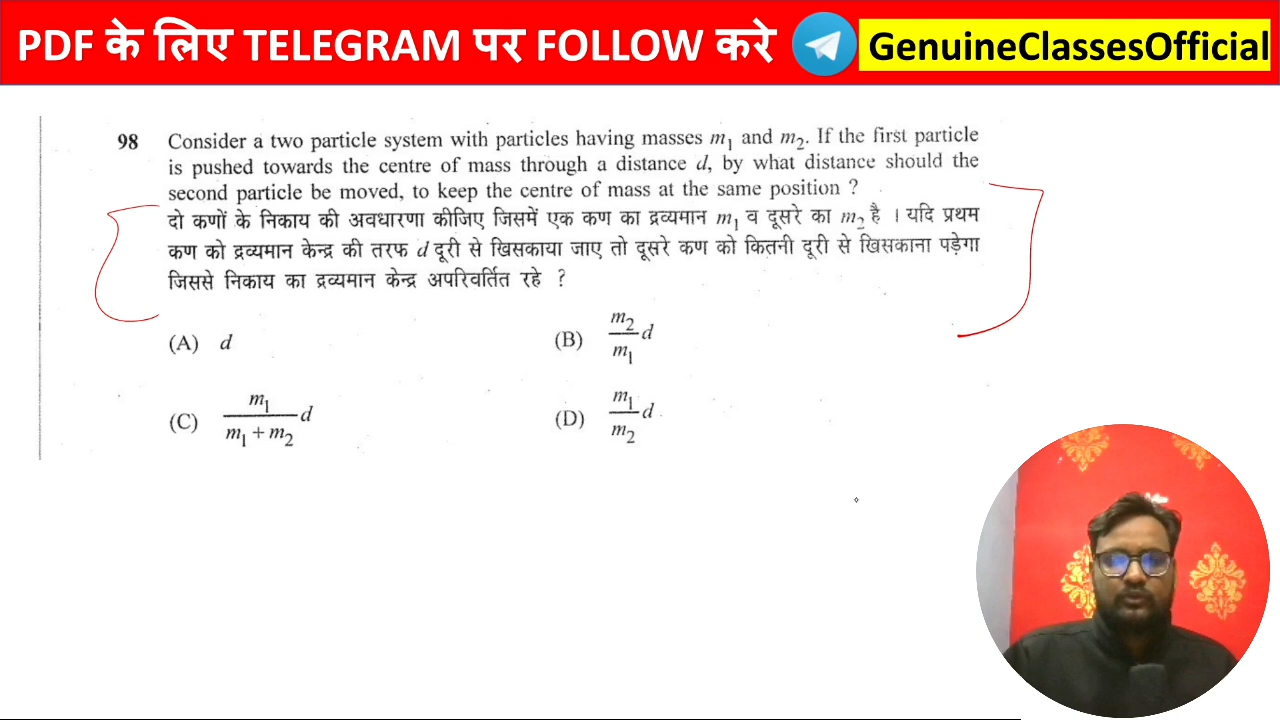 PDF के लिए TELEGRAM पर FOLLOW करे GenuineClassesOfficial
98 Consider a two particle system with particles having masses m₁ and m₂. If the first particle
is pushed towards the centre of mass through a distance d, by what distance should the
second particle be moved, to keep the centre of mass at the same position ?
दो कणों के निकाय की अवधारणा कीजिए जिसमें एक कण का द्रव्यमान m₁ व दूसरे का m₂ है । यदि प्रथम
कण को द्रव्यमान केन्द्र की तरफ d दूरी से खिसकाया जाए तो दूसरे कण को कितनी दूरी से खिसकाना पड़ेगा
जिससे निकाय का द्रव्यमान केन्द्र अपरिवर्तित रहे ?
(A) d
(B) m₂/m₁ d
(C) m₁/(m₁ + m₂) d
(D) m₁/m₂ d